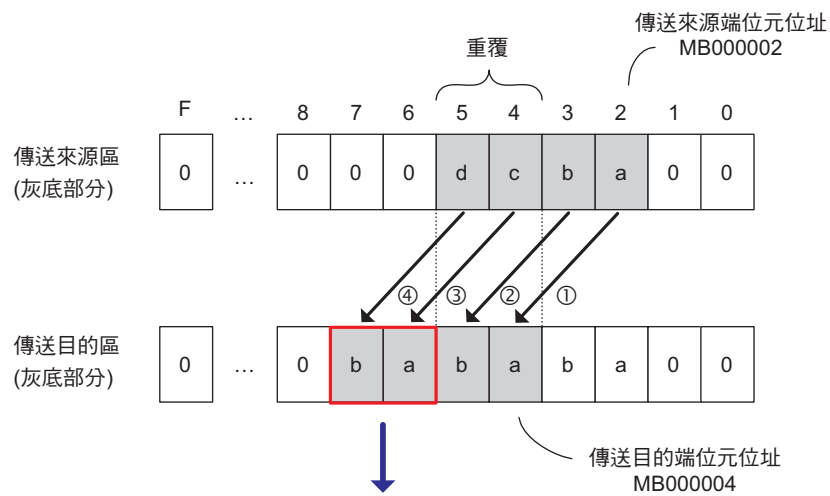 傳送來源端位元位址
MB000002
重覆
F … 8 7 6 5 4 3 2 1 0
傳送來源區
(灰底部分)
0 … 0 0 0 d c b a 0 0
④ ③ ② ①
傳送目的區
(灰底部分)
0 … 0 b a b a b a 0 0
傳送目的端位元位址
MB000004